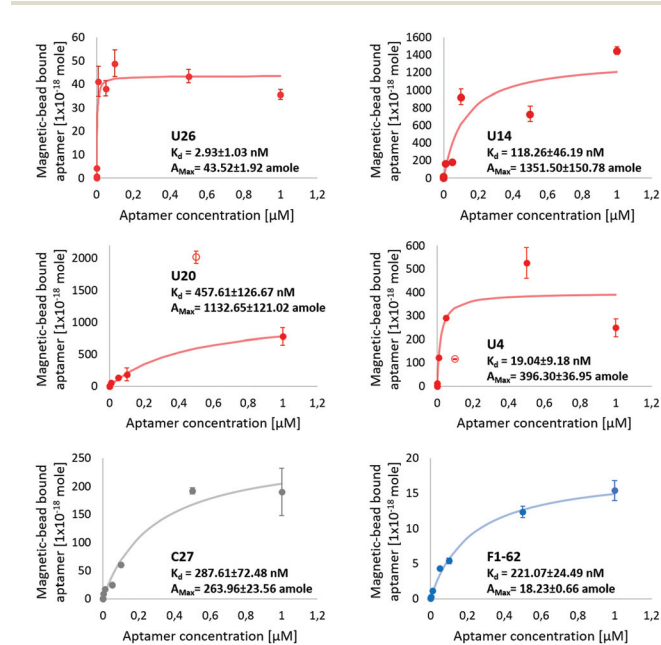 Magnetic-bead bound
aptamer [1x10⁻¹⁸ mole]
60
50
40
30
20
10
0
U26
K_d = 2.93±1.03 nM
A_Max= 43.52±1.92 amole
0 0,2 0,4 0,6 0,8 1 1,2
Aptamer concentration [µM]
Magnetic-bead bound
aptamer [1x10⁻¹⁸ mole]
1600
1400
1200
1000
800
600
400
200
0
U14
K_d = 118.26±46.19 nM
A_Max= 1351.50±150.78 amole
0 0,2 0,4 0,6 0,8 1 1,2
Aptamer concentration [µM]
Magnetic-bead bound
aptamer [1x10⁻¹⁸ mole]
2000
1500
1000
500
0
U20
K_d = 457.61±126.67 nM
A_Max= 1132.65±121.02 amole
0 0,2 0,4 0,6 0,8 1 1,2
Aptamer concentration [µM]
Magnetic-bead bound
aptamer [1x10⁻¹⁸ mole]
600
500
400
300
200
100
0
U4
K_d = 19.04±9.18 nM
A_Max= 396.30±36.95 amole
0 0,2 0,4 0,6 0,8 1 1,2
Aptamer concentration [µM]
Magnetic-bead bound
aptamer [1x10⁻¹⁸ mole]
250
200
150
100
50
0
C27
K_d = 287.61±72.48 nM
A_Max= 263.96±23.56 amole
0 0,2 0,4 0,6 0,8 1 1,2
Aptamer concentration [µM]
Magnetic-bead bound
aptamer [1x10⁻¹⁸ mole]
20
15
10
5
0
F1-62
K_d = 221.07±24.49 nM
A_Max= 18.23±0.66 amole
0 0,2 0,4 0,6 0,8 1 1,2
Aptamer concentration [µM]